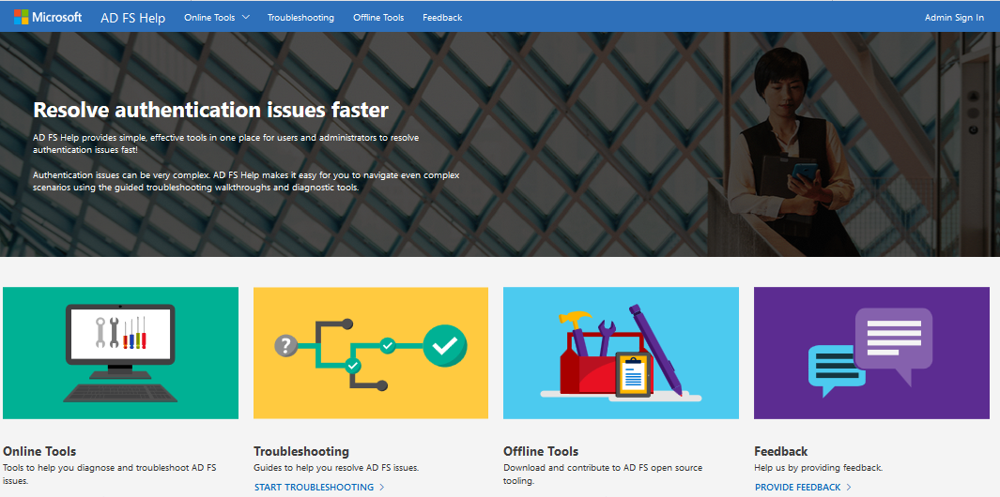 Microsoft AD FS Help Online Tools Troubleshooting Offline Tools Feedback Admin Sign In
Resolve authentication issues faster
AD FS Help provides simple, effective tools in one place for users and administrators to resolve
authentication issues fast!
Authentication issues can be very complex. AD FS Help makes it easy for you to navigate even complex
scenarios using the guided troubleshooting walkthroughs and diagnostic tools.
?
Online Tools
Tools to help you diagnose and troubleshoot AD FS
issues.
Troubleshooting
Guides to help you resolve AD FS issues.
START TROUBLESHOOTING >
Offline Tools
Download and contribute to AD FS open source
tooling.
Feedback
Help us by providing feedback.
PROVIDE FEEDBACK >